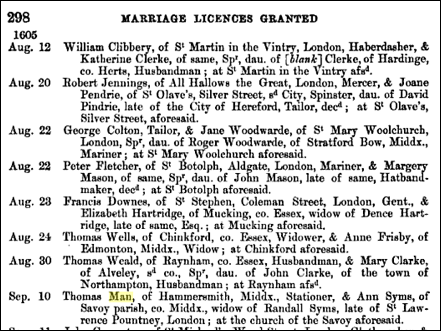 298 MARRIAGE LICENCES GRANTED
1605
Aug. 12 William Clibbery, of St Martin in the Vintry, London, Haberdasher, &
Katherine Clerke, of same, Spr, dau. of [blank] Clerke, of Hardinge,
co. Herts, Husbandman; at St Martin in the Vintry afsd.
Aug. 20 Robert Jennings, of All Hallows the Great, London, Mercer, & Joane
Pendrie, of St Olave's, Silver Street, sd City, Spinster, dau. of David
Pindrie, late of the City of Hereford, Tailor, decd; at St Olave's,
Silver Street, aforesaid.
Aug. 22 George Colton, Tailor, & Jane Woodwarde, of St Mary Woolchurch,
London, Spr, dau. of Roger Woodwarde, of Stratford Bow, Middx.,
Mariner; at St Mary Woolchurch aforesaid.
Aug. 22 Peter Fletcher, of St Botolph, Aldgate, London, Mariner, & Margery
Mason, of same, Spr, dau. of John Mason, late of same, Hatband-
maker, decd; at St Botolph aforesaid.
Aug. 23 Francis Downes, of St Stephen, Coleman Street, London, Gent., &
Elizabeth Hartridge, of Mucking, co. Essex, widow of Dence Hart-
ridge, late of same, Esq.; at Mucking aforesaid.
Aug. 24 Thomas Wells, of Chinkford, co. Essex, Widower, & Anne Frisby, of
Edmonton, Middx., Widow; at Chinkford aforesaid.
Aug. 30 Thomas Weald, of Raynham, co. Essex, Husbandman, & Mary Clarke,
of Alveley, sd co., Spr, dau. of John Clarke, of the town of
Northampton, Husbandman; at Raynham afsd.
Sep. 10 Thomas Man, of Hammersmith, Middx., Stationer, & Ann Syms, of
Savoy parish, co. Middx., widow of Randall Syms, late of St Law-
rence Pountney, London; at the church of the Savoy aforesaid.